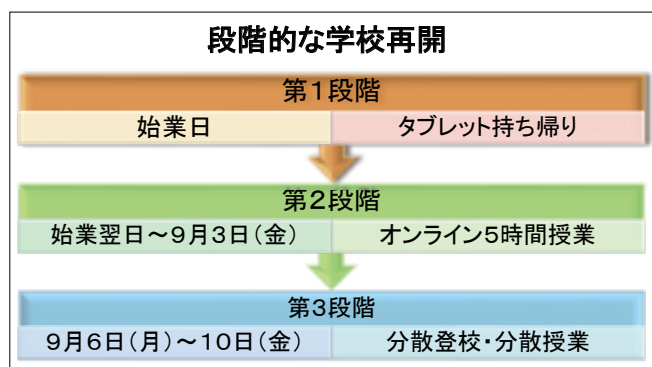 段階的な学校再開
第1段階
始業日 タブレット持ち帰り
第2段階
始業翌日～9月3日(金) オンライン5時間授業
第3段階
9月6日(月)～10日(金) 分散登校・分散授業